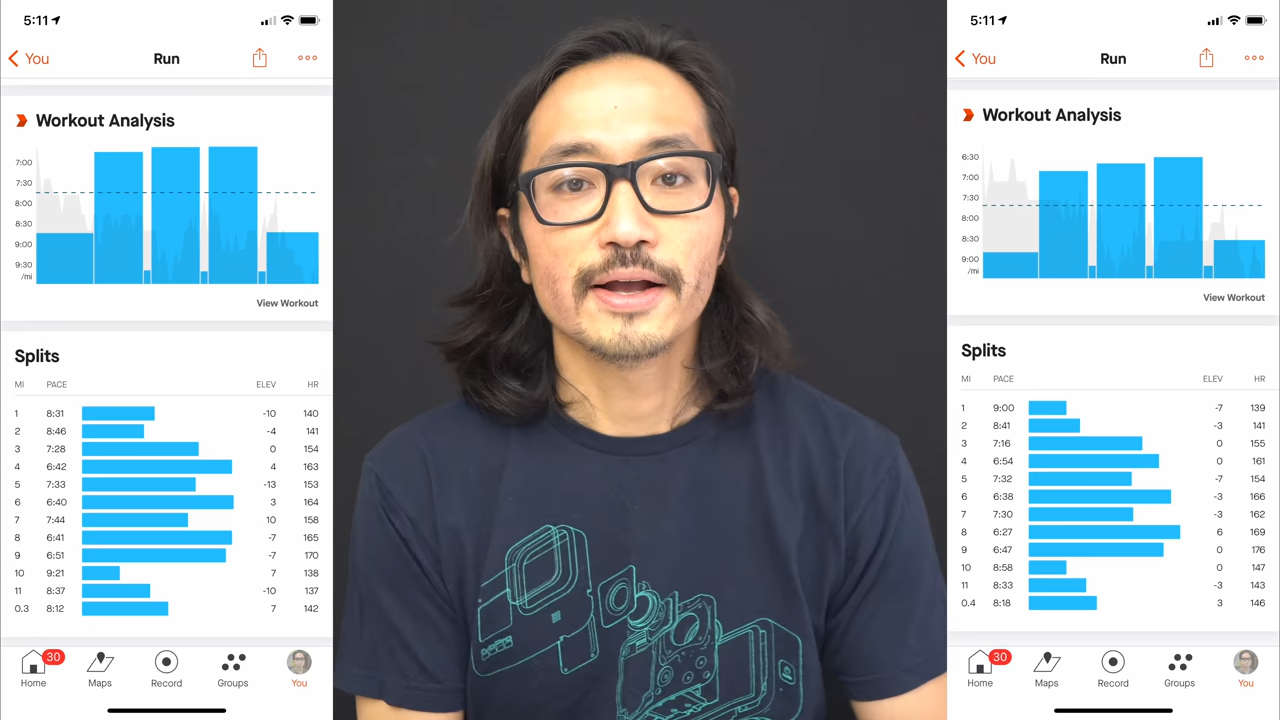 5:11
You
Run
Workout Analysis
7:00
7:30
8:00
8:30
9:00
9:30
/mi
View Workout
Splits
MI PACE ELEV HR
1 8:31 -10 140
2 8:46 -4 141
3 7:28 0 154
4 6:42 4 163
5 7:33 -13 153
6 6:40 3 164
7 7:44 10 158
8 6:41 -7 165
9 6:51 -7 170
10 9:21 7 138
11 8:37 -10 137
0.3 8:12 7 142
30
Home Maps Record Groups You
5:11
You
Run
Workout Analysis
6:30
7:00
7:30
8:00
8:30
9:00
/mi
View Workout
Splits
MI PACE ELEV HR
1 9:00 -7 139
2 8:41 -3 141
3 7:16 0 155
4 6:54 0 161
5 7:32 -7 154
6 6:38 -3 166
7 7:30 -3 162
8 6:27 6 169
9 6:47 0 176
10 8:58 0 147
11 8:33 -3 143
0.4 8:18 3 146
30
Home Maps Record Groups You